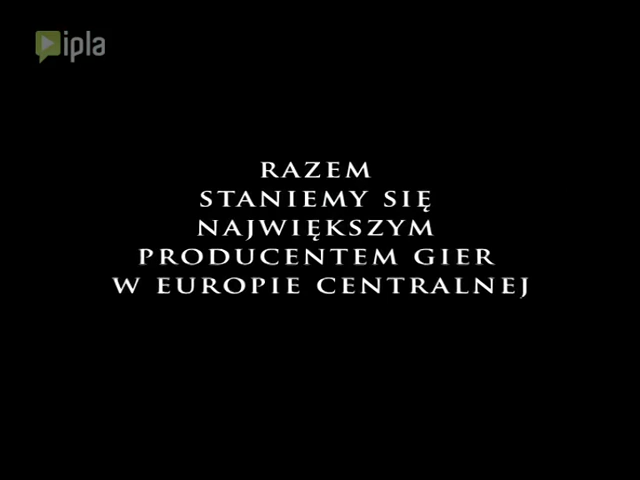 ipla
RAZEM
STANIEMY SIĘ
NAJWIĘKSZYM
PRODUCENTEM GIER
W EUROPIE CENTRALNEJ